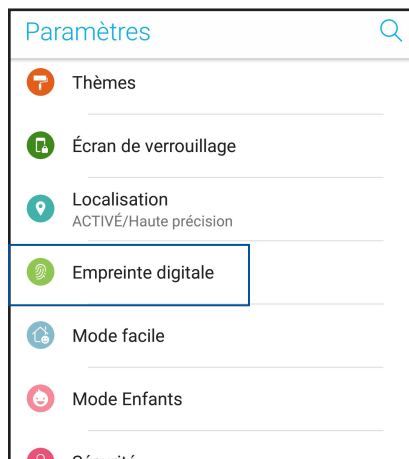 Paramètres
Thèmes
Écran de verrouillage
Localisation
ACTIVÉ/Haute précision
Empreinte digitale
Mode facile
Mode Enfants